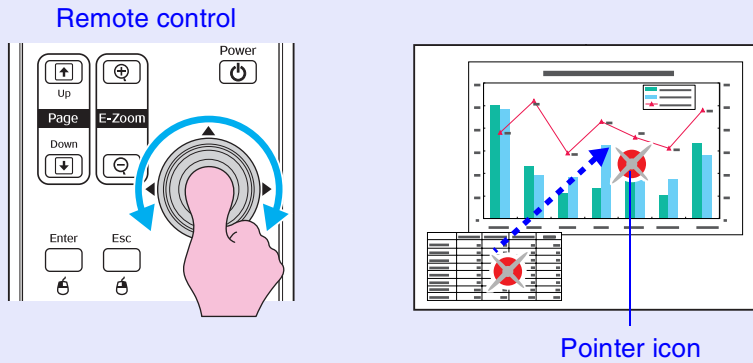 Remote control
Power
Up
Page
E-Zoom
Down
Enter
Esc
Pointer icon